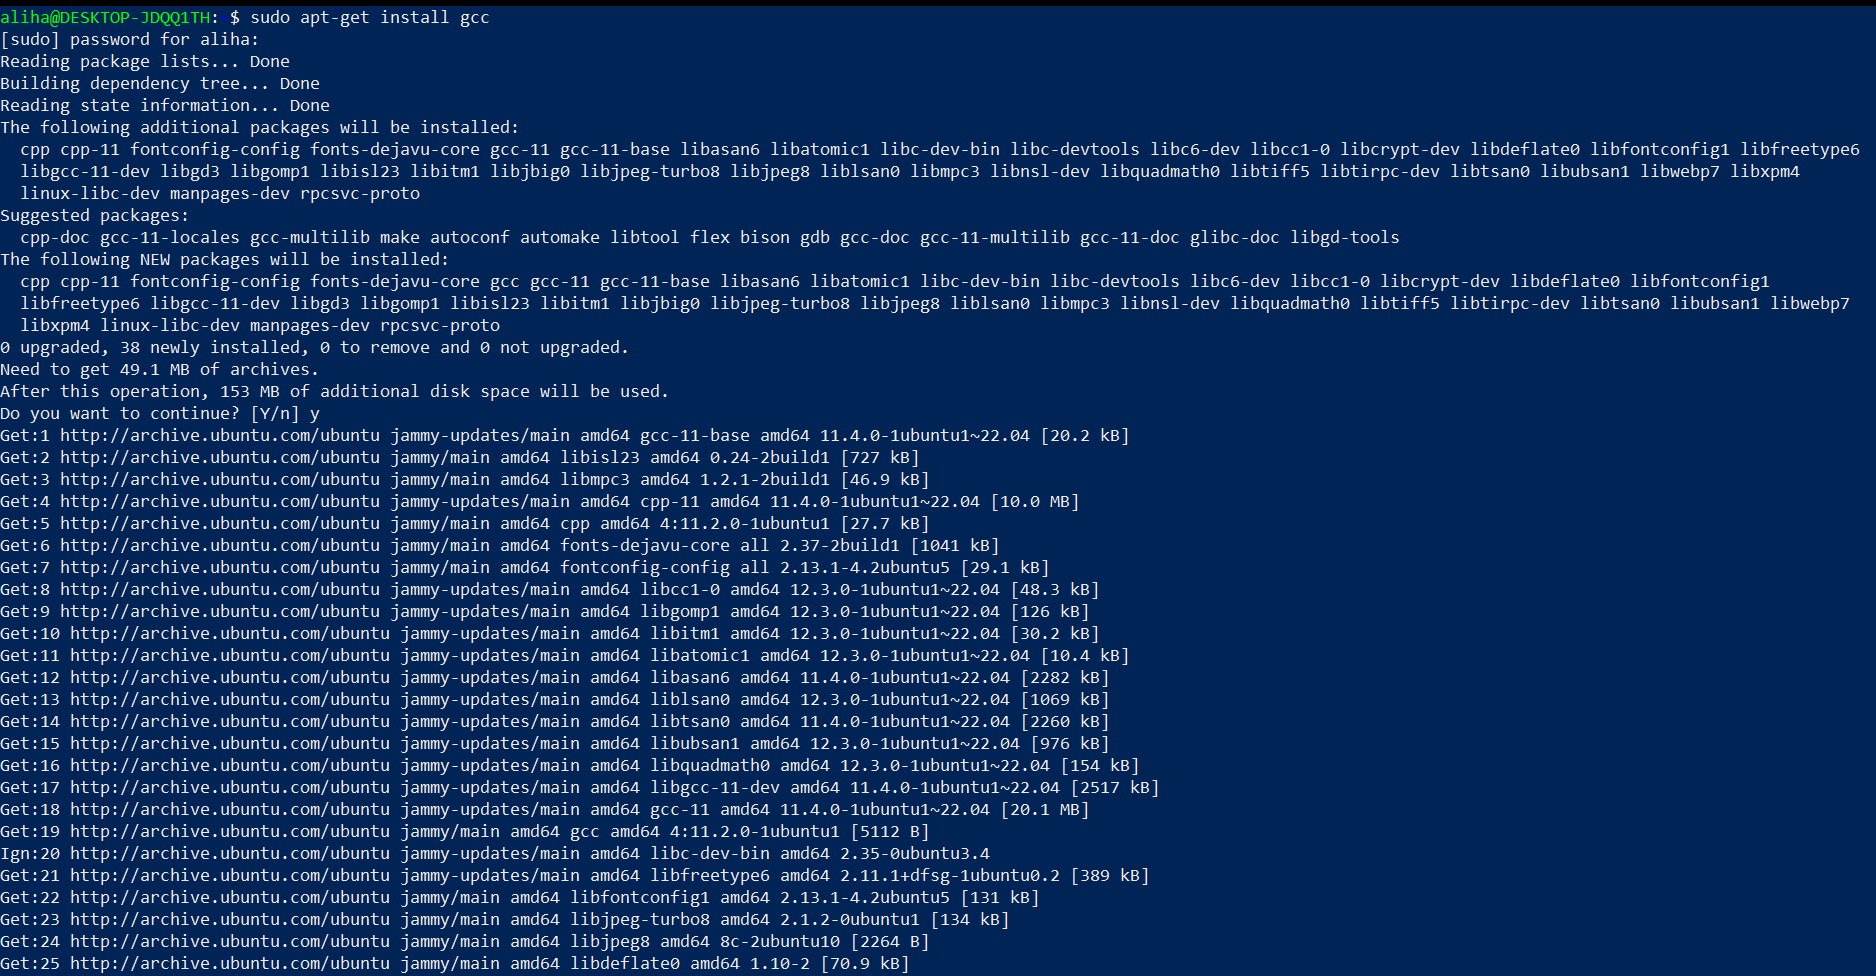 aliha@DESKTOP-JDQQ1TH: $ sudo apt-get install gcc
[sudo] password for aliha:
Reading package lists... Done
Building dependency tree... Done
Reading state information... Done
The following additional packages will be installed:
  cpp cpp-11 fontconfig-config fonts-dejavu-core gcc-11 gcc-11-base libasan6 libatomic1 libc-dev-bin libc-devtools libc6-dev libcc1-0 libcrypt-dev libdeflate0 libfontconfig1 libfreetype6
  libgcc-11-dev libgd3 libgomp1 libisl23 libitm1 libjbig0 libjpeg-turbo8 libjpeg8 liblsan0 libmpc3 libnsl-dev libquadmath0 libtiff5 libtirpc-dev libtsan0 libubsan1 libwebp7 libxpm4
  linux-libc-dev manpages-dev rpcsvc-proto
Suggested packages:
  cpp-doc gcc-11-locales gcc-multilib make autoconf automake libtool flex bison gdb gcc-doc gcc-11-multilib gcc-11-doc glibc-doc libgd-tools
The following NEW packages will be installed:
  cpp cpp-11 fontconfig-config fonts-dejavu-core gcc gcc-11 gcc-11-base libasan6 libatomic1 libc-dev-bin libc-devtools libc6-dev libcc1-0 libcrypt-dev libdeflate0 libfontconfig1
  libfreetype6 libgcc-11-dev libgd3 libgomp1 libisl23 libitm1 libjbig0 libjpeg-turbo8 libjpeg8 liblsan0 libmpc3 libnsl-dev libquadmath0 libtiff5 libtirpc-dev libtsan0 libubsan1 libwebp7
  libxpm4 linux-libc-dev manpages-dev rpcsvc-proto
0 upgraded, 38 newly installed, 0 to remove and 0 not upgraded.
Need to get 49.1 MB of archives.
After this operation, 153 MB of additional disk space will be used.
Do you want to continue? [Y/n] y
Get:1 http://archive.ubuntu.com/ubuntu jammy-updates/main amd64 gcc-11-base amd64 11.4.0-1ubuntu1~22.04 [20.2 kB]
Get:2 http://archive.ubuntu.com/ubuntu jammy/main amd64 libisl23 amd64 0.24-2build1 [727 kB]
Get:3 http://archive.ubuntu.com/ubuntu jammy/main amd64 libmpc3 amd64 1.2.1-2build1 [46.9 kB]
Get:4 http://archive.ubuntu.com/ubuntu jammy-updates/main amd64 cpp-11 amd64 11.4.0-1ubuntu1~22.04 [10.0 MB]
Get:5 http://archive.ubuntu.com/ubuntu jammy/main amd64 cpp amd64 4:11.2.0-1ubuntu1 [27.7 kB]
Get:6 http://archive.ubuntu.com/ubuntu jammy/main amd64 fonts-dejavu-core all 2.37-2build1 [1041 kB]
Get:7 http://archive.ubuntu.com/ubuntu jammy/main amd64 fontconfig-config all 2.13.1-4.2ubuntu5 [29.1 kB]
Get:8 http://archive.ubuntu.com/ubuntu jammy-updates/main amd64 libcc1-0 amd64 12.3.0-1ubuntu1~22.04 [48.3 kB]
Get:9 http://archive.ubuntu.com/ubuntu jammy-updates/main amd64 libgomp1 amd64 12.3.0-1ubuntu1~22.04 [126 kB]
Get:10 http://archive.ubuntu.com/ubuntu jammy-updates/main amd64 libitm1 amd64 12.3.0-1ubuntu1~22.04 [30.2 kB]
Get:11 http://archive.ubuntu.com/ubuntu jammy-updates/main amd64 libatomic1 amd64 12.3.0-1ubuntu1~22.04 [10.4 kB]
Get:12 http://archive.ubuntu.com/ubuntu jammy-updates/main amd64 libasan6 amd64 11.4.0-1ubuntu1~22.04 [2282 kB]
Get:13 http://archive.ubuntu.com/ubuntu jammy-updates/main amd64 liblsan0 amd64 12.3.0-1ubuntu1~22.04 [1069 kB]
Get:14 http://archive.ubuntu.com/ubuntu jammy-updates/main amd64 libtsan0 amd64 11.4.0-1ubuntu1~22.04 [2260 kB]
Get:15 http://archive.ubuntu.com/ubuntu jammy-updates/main amd64 libubsan1 amd64 12.3.0-1ubuntu1~22.04 [976 kB]
Get:16 http://archive.ubuntu.com/ubuntu jammy-updates/main amd64 libquadmath0 amd64 12.3.0-1ubuntu1~22.04 [154 kB]
Get:17 http://archive.ubuntu.com/ubuntu jammy-updates/main amd64 libgcc-11-dev amd64 11.4.0-1ubuntu1~22.04 [2517 kB]
Get:18 http://archive.ubuntu.com/ubuntu jammy-updates/main amd64 gcc-11 amd64 11.4.0-1ubuntu1~22.04 [20.1 MB]
Get:19 http://archive.ubuntu.com/ubuntu jammy/main amd64 gcc amd64 4:11.2.0-1ubuntu1 [5112 B]
Ign:20 http://archive.ubuntu.com/ubuntu jammy-updates/main amd64 libc-dev-bin amd64 2.35-0ubuntu3.4
Get:21 http://archive.ubuntu.com/ubuntu jammy-updates/main amd64 libfreetype6 amd64 2.11.1+dfsg-1ubuntu0.2 [389 kB]
Get:22 http://archive.ubuntu.com/ubuntu jammy/main amd64 libfontconfig1 amd64 2.13.1-4.2ubuntu5 [131 kB]
Get:23 http://archive.ubuntu.com/ubuntu jammy/main amd64 libjpeg-turbo8 amd64 2.1.2-0ubuntu1 [134 kB]
Get:24 http://archive.ubuntu.com/ubuntu jammy/main amd64 libjpeg8 amd64 8c-2ubuntu10 [2264 B]
Get:25 http://archive.ubuntu.com/ubuntu jammy/main amd64 libdeflate0 amd64 1.10-2 [70.9 kB]